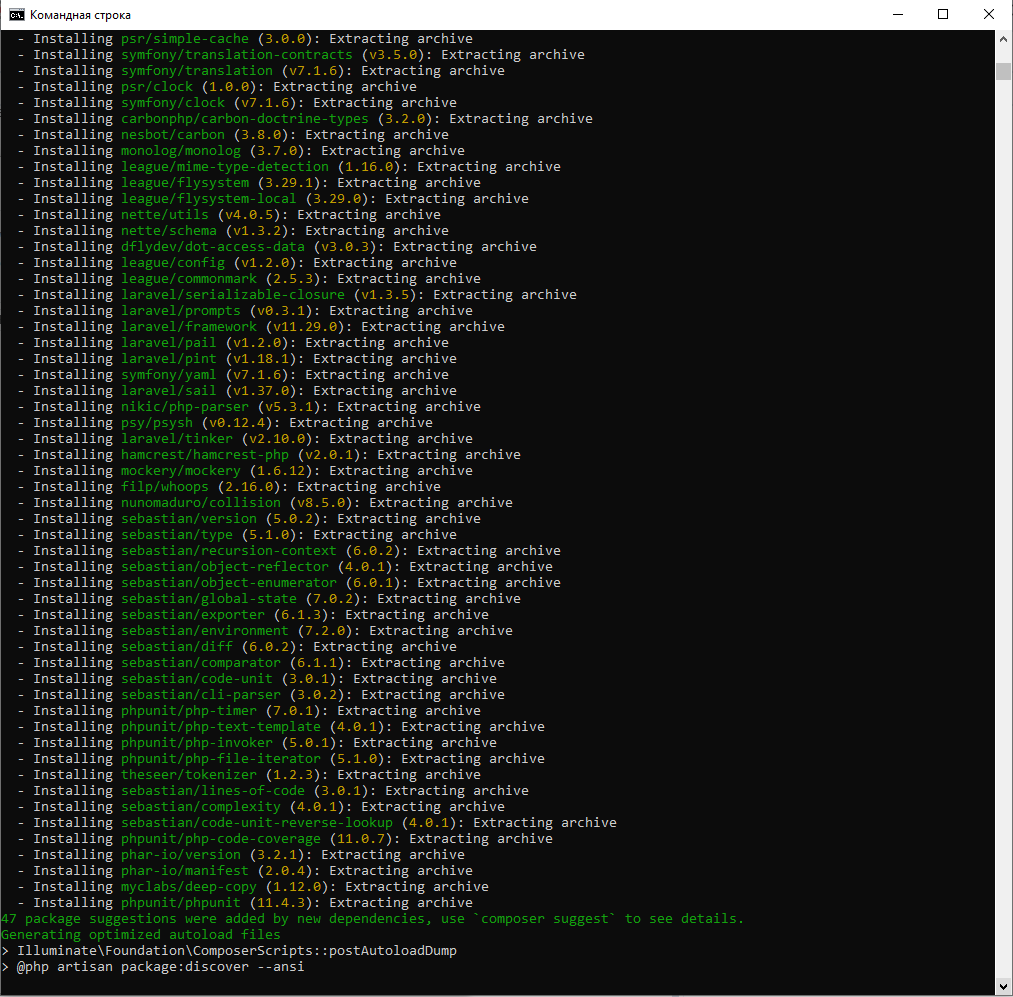 Командная строка
- Installing psr/simple-cache (3.0.0): Extracting archive
- Installing symfony/translation-contracts (v3.5.0): Extracting archive
- Installing symfony/translation (v7.1.6): Extracting archive
- Installing psr/clock (1.0.0): Extracting archive
- Installing symfony/clock (v7.1.6): Extracting archive
- Installing carbonphp/carbon-doctrine-types (3.2.0): Extracting archive
- Installing nesbot/carbon (3.8.0): Extracting archive
- Installing monolog/monolog (3.7.0): Extracting archive
- Installing league/mime-type-detection (1.16.0): Extracting archive
- Installing league/flysystem (3.29.1): Extracting archive
- Installing league/flysystem-local (3.29.0): Extracting archive
- Installing nette/utils (v4.0.5): Extracting archive
- Installing nette/schema (v1.3.2): Extracting archive
- Installing dflydev/dot-access-data (v3.0.3): Extracting archive
- Installing league/config (v1.2.0): Extracting archive
- Installing league/commonmark (2.5.3): Extracting archive
- Installing laravel/serializable-closure (v1.3.5): Extracting archive
- Installing laravel/prompts (v0.3.1): Extracting archive
- Installing laravel/framework (v11.29.0): Extracting archive
- Installing laravel/pail (v1.2.0): Extracting archive
- Installing laravel/pint (v1.18.1): Extracting archive
- Installing symfony/yaml (v7.1.6): Extracting archive
- Installing laravel/sail (v1.37.0): Extracting archive
- Installing nikic/php-parser (v5.3.1): Extracting archive
- Installing psy/psysh (v0.12.4): Extracting archive
- Installing laravel/tinker (v2.10.0): Extracting archive
- Installing hamcrest/hamcrest-php (v2.0.1): Extracting archive
- Installing mockery/mockery (1.6.12): Extracting archive
- Installing filp/whoops (2.16.0): Extracting archive
- Installing nunomaduro/collision (v8.5.0): Extracting archive
- Installing sebastian/version (5.0.2): Extracting archive
- Installing sebastian/type (5.1.0): Extracting archive
- Installing sebastian/recursion-context (6.0.2): Extracting archive
- Installing sebastian/object-reflector (4.0.1): Extracting archive
- Installing sebastian/object-enumerator (6.0.1): Extracting archive
- Installing sebastian/global-state (7.0.2): Extracting archive
- Installing sebastian/exporter (6.1.3): Extracting archive
- Installing sebastian/environment (7.2.0): Extracting archive
- Installing sebastian/diff (6.0.2): Extracting archive
- Installing sebastian/comparator (6.1.1): Extracting archive
- Installing sebastian/code-unit (3.0.1): Extracting archive
- Installing sebastian/cli-parser (3.0.2): Extracting archive
- Installing phpunit/php-timer (7.0.1): Extracting archive
- Installing phpunit/php-text-template (4.0.1): Extracting archive
- Installing phpunit/php-invoker (5.0.1): Extracting archive
- Installing phpunit/php-file-iterator (5.1.0): Extracting archive
- Installing theseer/tokenizer (1.2.3): Extracting archive
- Installing sebastian/lines-of-code (3.0.1): Extracting archive
- Installing sebastian/complexity (4.0.1): Extracting archive
- Installing sebastian/code-unit-reverse-lookup (4.0.1): Extracting archive
- Installing phpunit/php-code-coverage (11.0.7): Extracting archive
- Installing phar-io/version (3.2.1): Extracting archive
- Installing phar-io/manifest (2.0.4): Extracting archive
- Installing myclabs/deep-copy (1.12.0): Extracting archive
- Installing phpunit/phpunit (11.4.3): Extracting archive
47 package suggestions were added by new dependencies, use `composer suggest` to see details.
Generating optimized autoload files
> Illuminate\Foundation\ComposerScripts::postAutoloadDump
> @php artisan package:discover --ansi